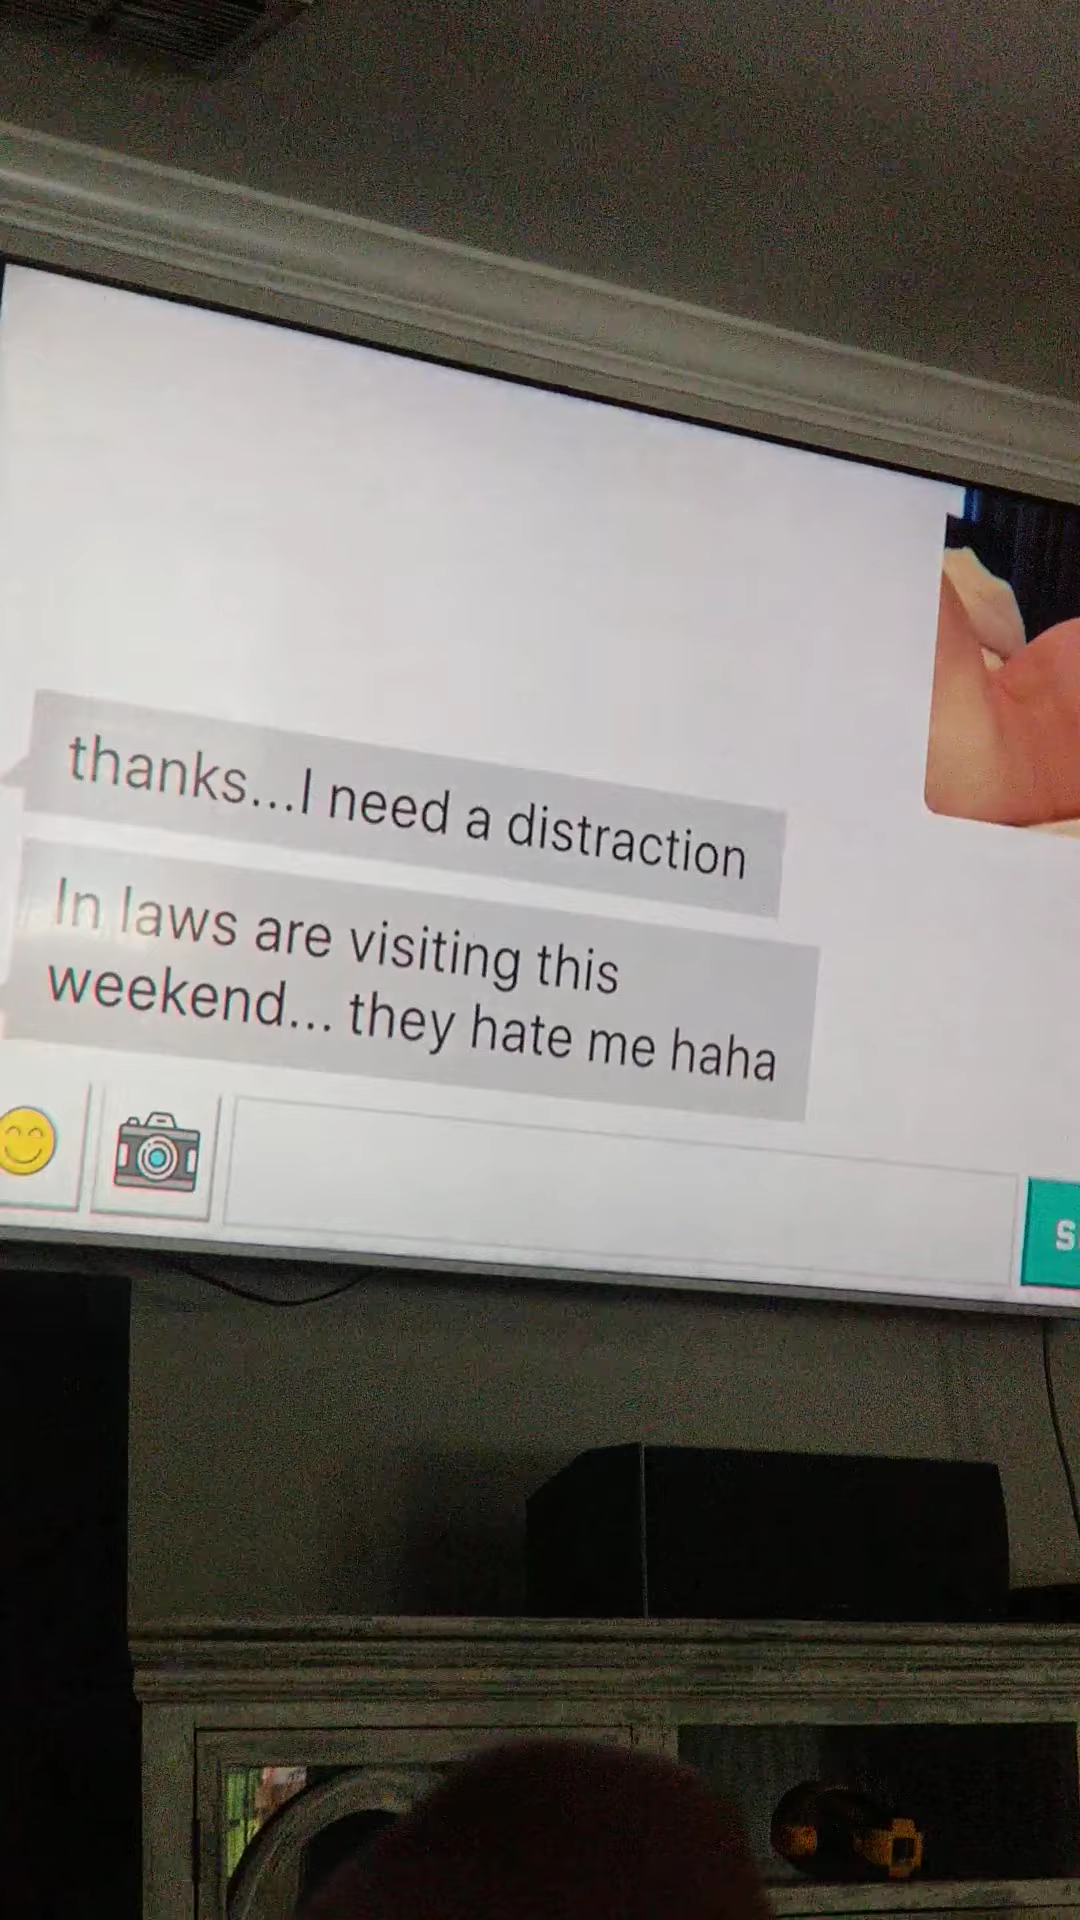 thanks...I need a distraction
In laws are visiting this
weekend... they hate me haha